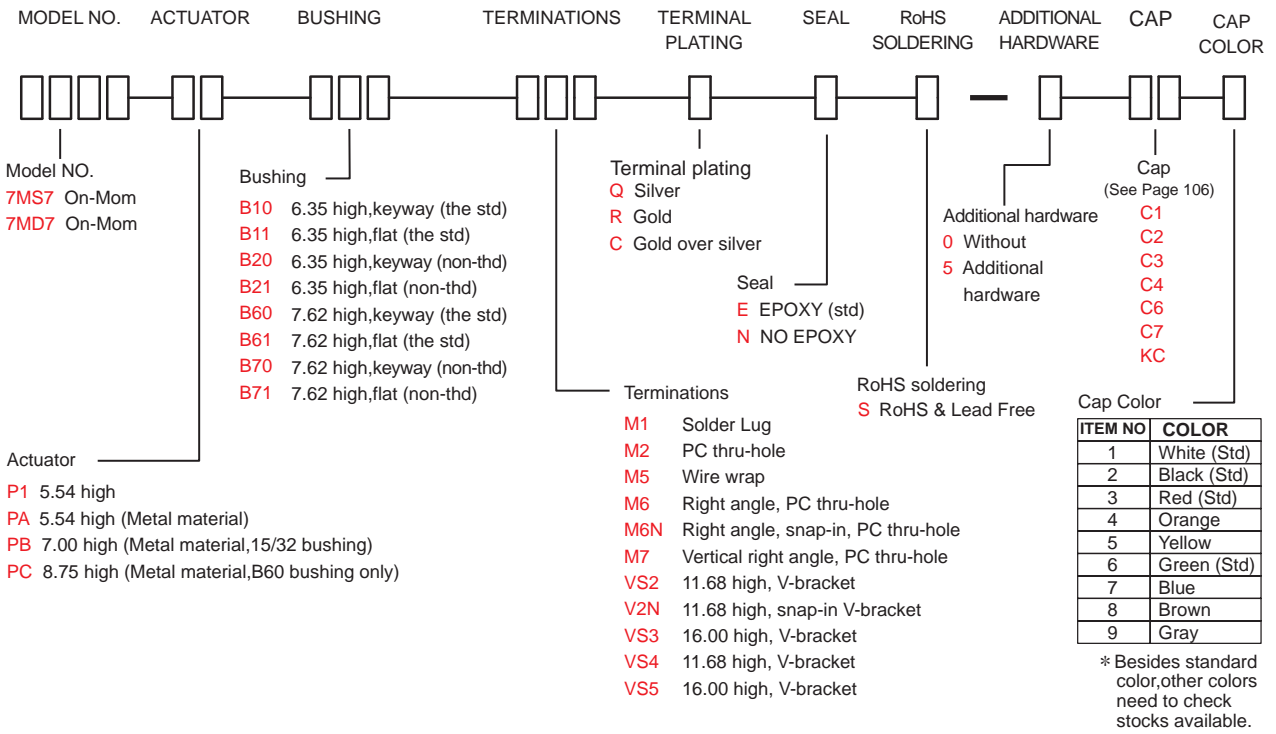 MODEL NO. ACTUATOR BUSHING TERMINATIONS TERMINAL PLATING SEAL RoHS SOLDERING ADDITIONAL HARDWARE CAP CAP COLOR
Model NO.
7MS7 On-Mom
7MD7 On-Mom
Bushing
B10 6.35 high,keyway (the std)
B11 6.35 high,flat (the std)
B20 6.35 high,keyway (non-thd)
B21 6.35 high,flat (non-thd)
B60 7.62 high,keyway (the std)
B61 7.62 high,flat (the std)
B70 7.62 high,keyway (non-thd)
B71 7.62 high,flat (non-thd)
Terminal plating
Q Silver
R Gold
C Gold over silver
Seal
E EPOXY (std)
N NO EPOXY
Additional hardware
0 Without
5 Additional
hardware
Cap
(See Page 106)
C1
C2
C3
C4
C6
C7
KC
Actuator
P1 5.54 high
PA 5.54 high (Metal material)
PB 7.00 high (Metal material,15/32 bushing)
PC 8.75 high (Metal material,B60 bushing only)
Terminations
M1 Solder Lug
M2 PC thru-hole
M5 Wire wrap
M6 Right angle, PC thru-hole
M6N Right angle, snap-in, PC thru-hole
M7 Vertical right angle, PC thru-hole
VS2 11.68 high, V-bracket
V2N 11.68 high, snap-in V-bracket
VS3 16.00 high, V-bracket
VS4 11.68 high, V-bracket
VS5 16.00 high, V-bracket
RoHS soldering
S RoHS & Lead Free
Cap Color
ITEM NO COLOR
1 White (Std)
2 Black (Std)
3 Red (Std)
4 Orange
5 Yellow
6 Green (Std)
7 Blue
8 Brown
9 Gray
* Besides standard
color,other colors
need to check
stocks available.